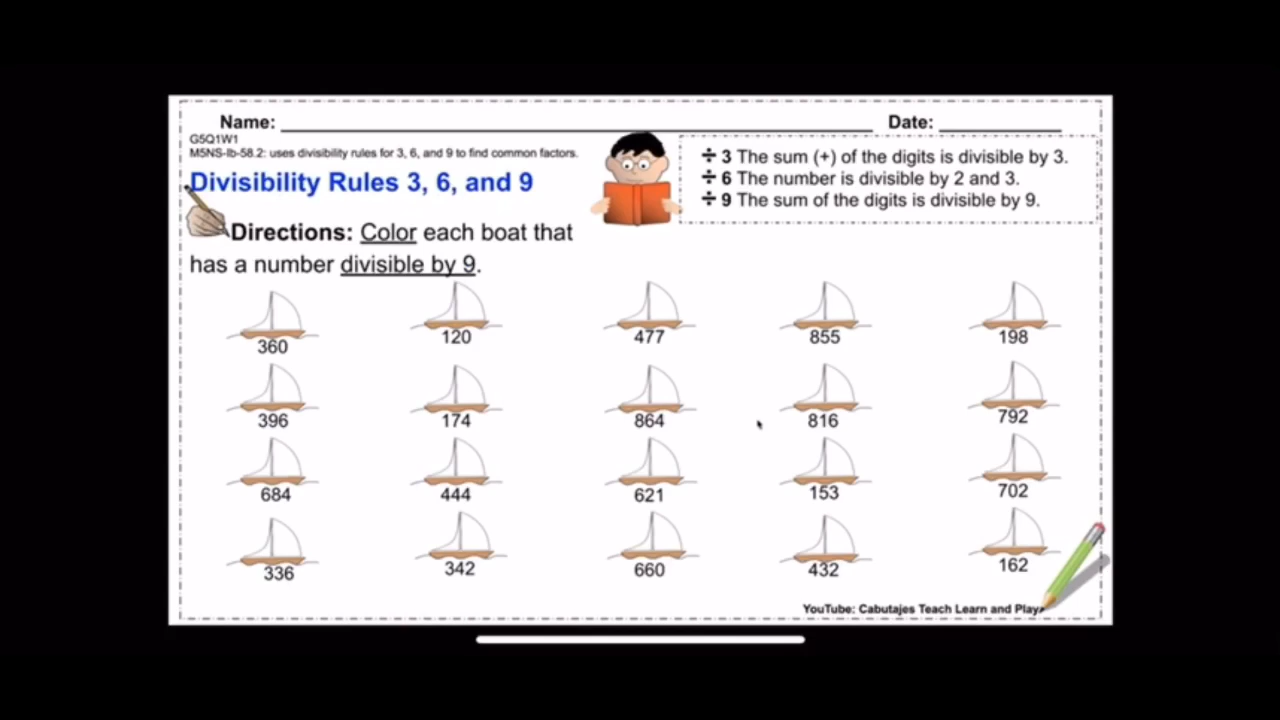 Name: ______ Date: ______
G5Q1W1
M5NS-Ib-58.2: uses divisibility rules for 3, 6, and 9 to find common factors.
Divisibility Rules 3, 6, and 9
÷ 3 The sum (+) of the digits is divisible by 3.
÷ 6 The number is divisible by 2 and 3.
÷ 9 The sum of the digits is divisible by 9.
Directions: Color each boat that
has a number divisible by 9.
360 120 477 855 198
396 174 864 816 792
684 444 621 153 702
336 342 660 432 162
YouTube: Cabutajes Teach Learn and Play